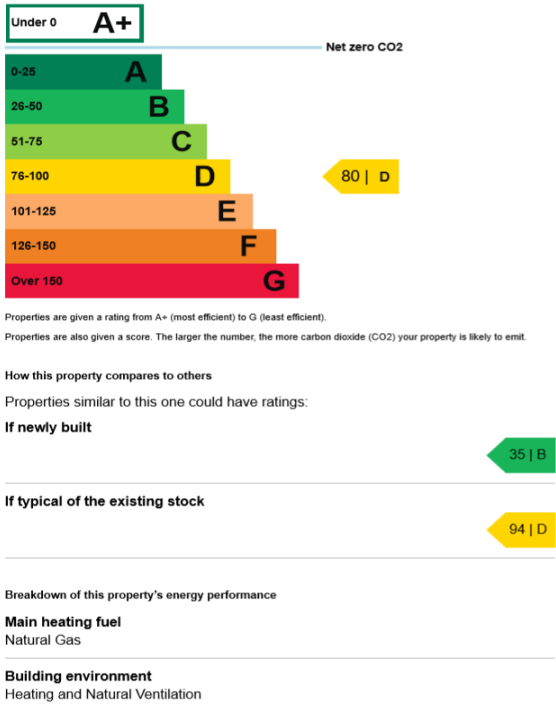 Under 0 A+
Net zero CO2
0-25 A
26-50 B
51-75 C
76-100 D 80 | D
101-125 E
126-150 F
Over 150 G
Properties are given a rating from A+ (most efficient) to G (least efficient).
Properties are also given a score. The larger the number, the more carbon dioxide (CO2) your property is likely to emit.
How this property compares to others
Properties similar to this one could have ratings:
If newly built
35 | B
If typical of the existing stock
94 | D
Breakdown of this property's energy performance
Main heating fuel
Natural Gas
Building environment
Heating and Natural Ventilation